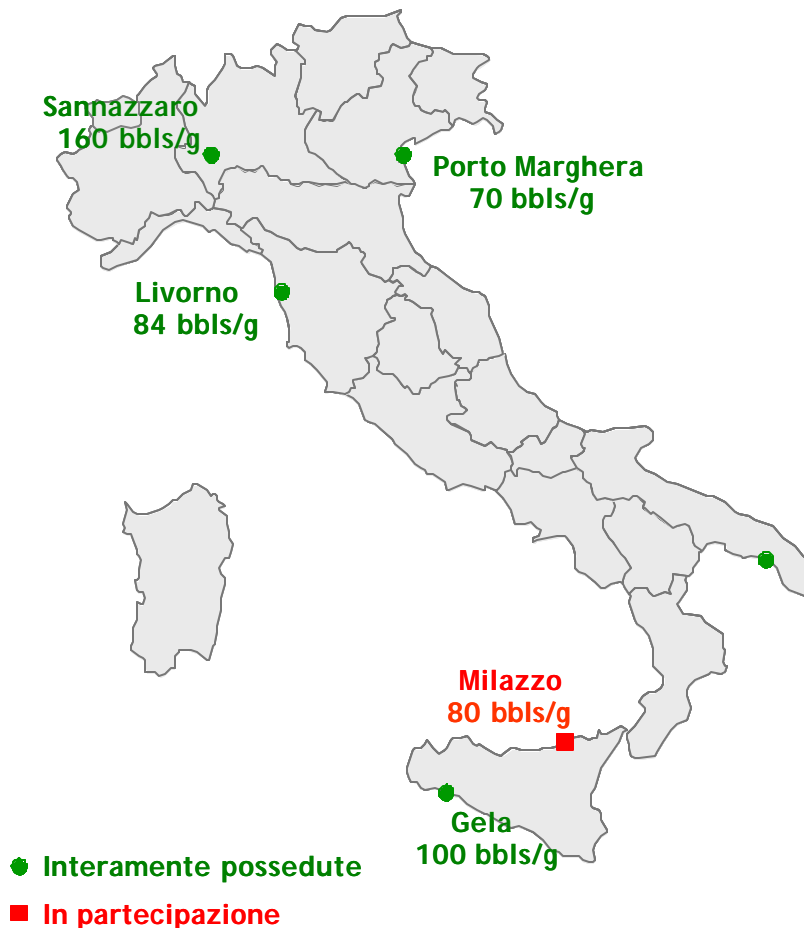 Sannazzaro
160 bbls/g
Porto Marghera
70 bbls/g
Livorno
84 bbls/g
Milazzo
80 bbls/g
Gela
100 bbls/g
Interamente possedute
In partecipazione